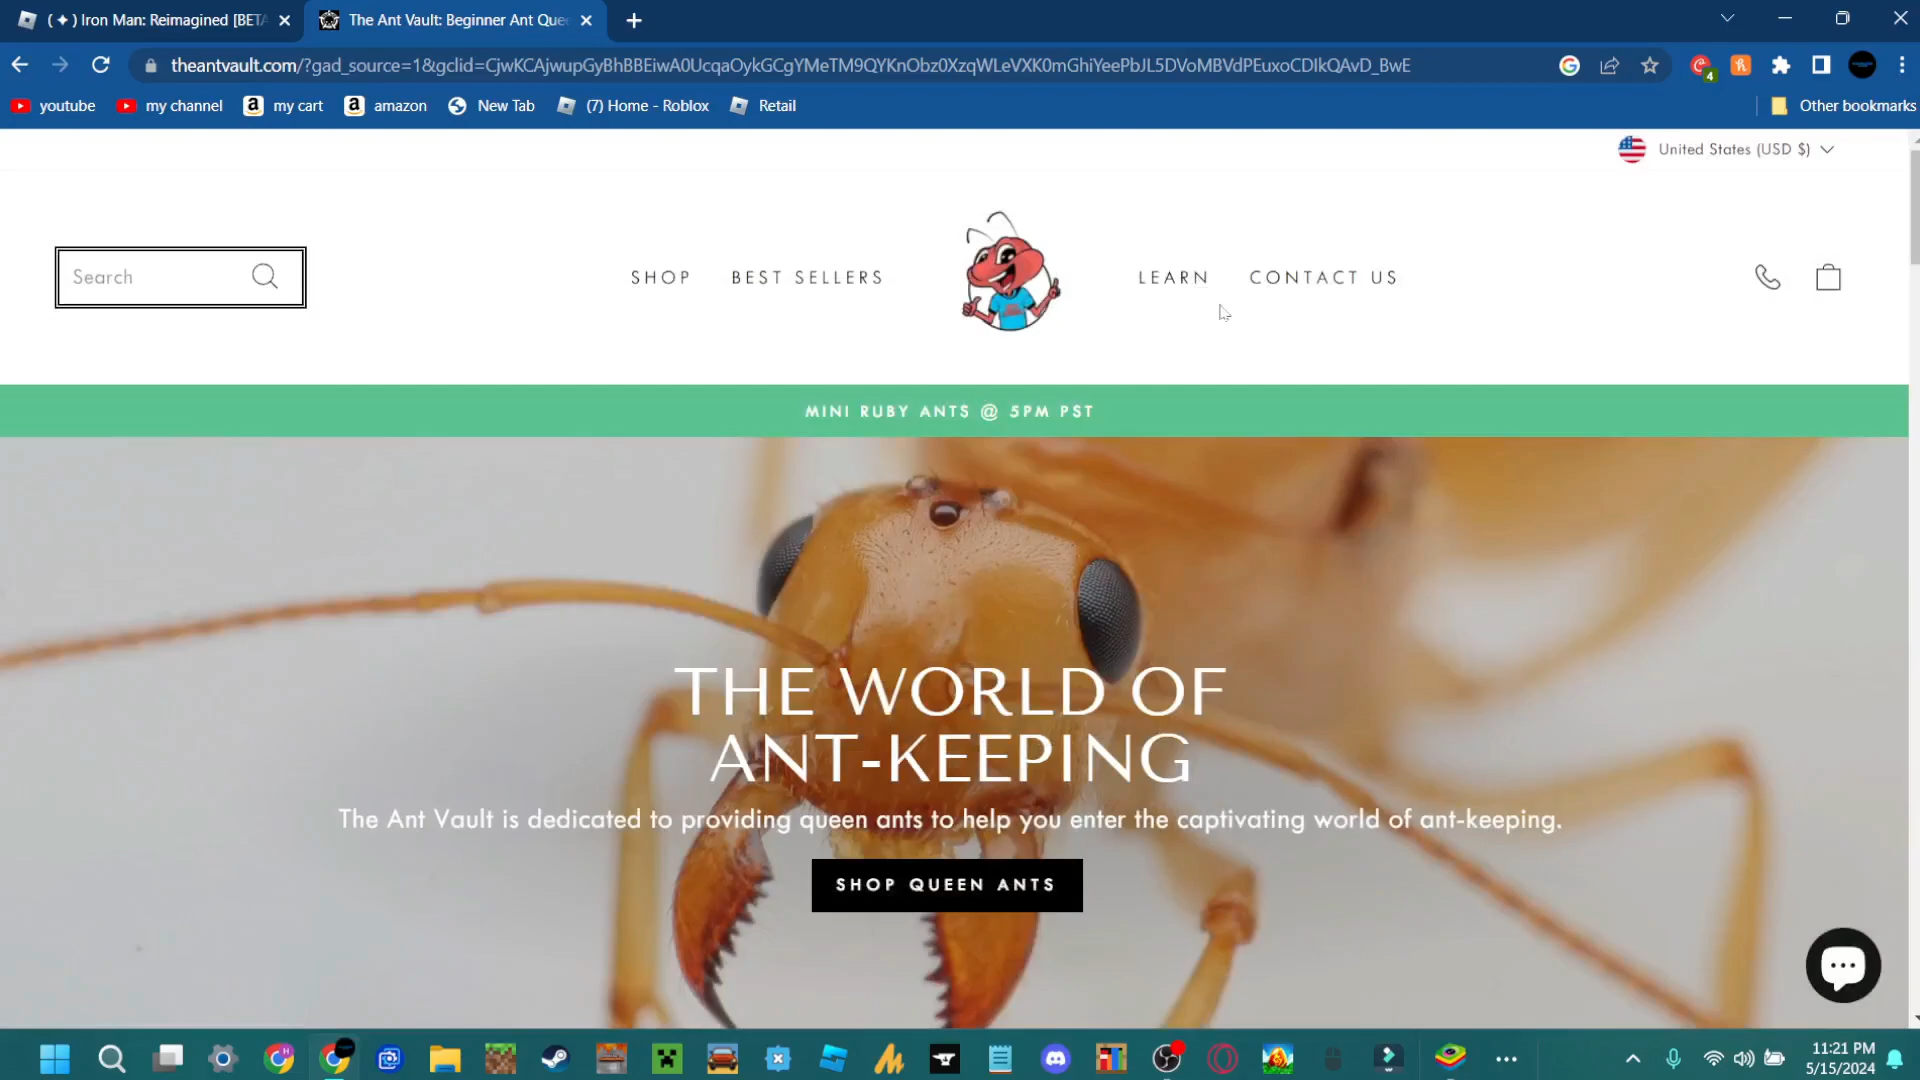 ( ✦ ) Iron Man: Reimagined [BETA
The Ant Vault: Beginner Ant Que
theantvault.com/?gad_source=1&gclid=CjwKCAjwupGyBhBBEiwA0UcqaOykGCgYMeTM9QYKnObz0XzqWLeVXK0mGhiYeePbJL5DVoMBVdPEuxoCDIkQAvD_BwE
4
youtube
my channel
my cart
amazon
New Tab
(7) Home - Roblox
Retail
Other bookmarks
United States (USD $)
Search
SHOP
BEST SELLERS
LEARN
CONTACT US
MINI RUBY ANTS @ 5PM PST
THE WORLD OF
ANT-KEEPING
The Ant Vault is dedicated to providing queen ants to help you enter the captivating world of ant-keeping.
SHOP QUEEN ANTS
11:21 PM
5/15/2024